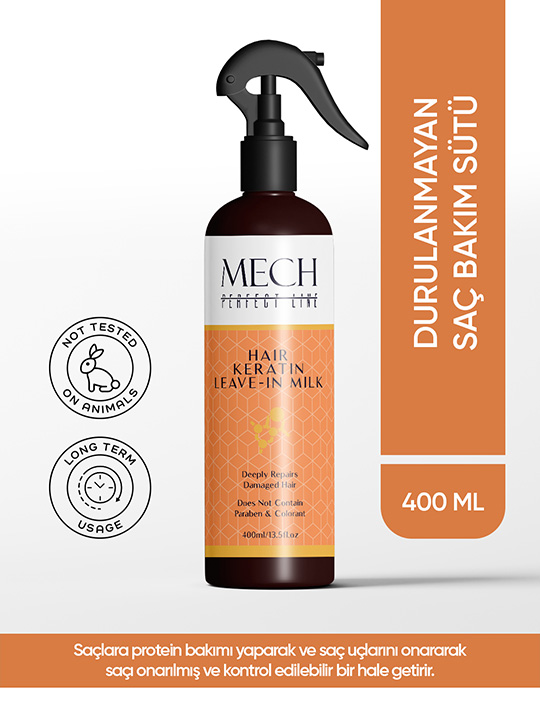 DURULANMAYAN
SAÇ BAKIM SÜTÜ
400 ML
MECH
PERFECT LINE
HAIR
KERATIN
LEAVE-IN MILK
Deeply Repairs
Damaged Hair
Does Not Contain
Paraben & Colorant
400ml/13.5fl.oz
NOT TESTED
ON ANIMALS
LONG TERM
USAGE
Saçlara protein bakımı yaparak ve saç uçlarını onararak
saçı onarılmış ve kontrol edilebilir bir hale getirir.